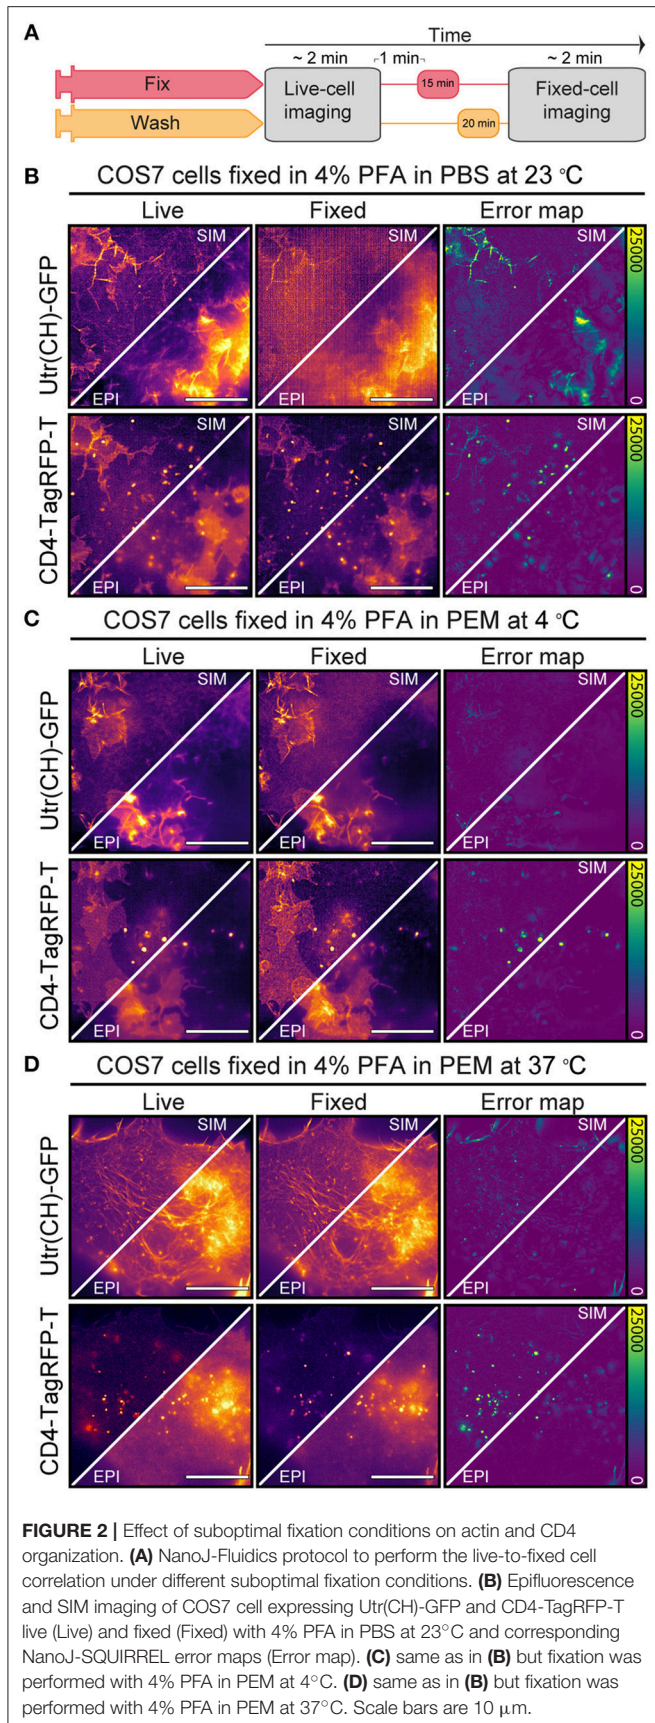 A
Time
~ 2 min
1 min
~ 2 min
Fix
Live-cell
imaging
15 min
Fixed-cell
imaging
Wash
20 min
B
COS7 cells fixed in 4% PFA in PBS at 23 °C
Live
Fixed
Error map
Utr(CH)-GFP
SIM
EPI
SIM
EPI
SIM
EPI
25000
0
CD4-TagRFP-T
SIM
EPI
SIM
EPI
SIM
EPI
25000
0
C
COS7 cells fixed in 4% PFA in PEM at 4 °C
Live
Fixed
Error map
Utr(CH)-GFP
SIM
EPI
SIM
EPI
SIM
EPI
25000
0
CD4-TagRFP-T
SIM
EPI
SIM
EPI
SIM
EPI
25000
0
D
COS7 cells fixed in 4% PFA in PEM at 37 °C
Live
Fixed
Error map
Utr(CH)-GFP
SIM
EPI
SIM
EPI
SIM
EPI
25000
0
CD4-TagRFP-T
SIM
EPI
SIM
EPI
SIM
EPI
25000
0
FIGURE 2 | Effect of suboptimal fixation conditions on actin and CD4
organization. (A) NanoJ-Fluidics protocol to perform the live-to-fixed cell
correlation under different suboptimal fixation conditions. (B) Epifluorescence
and SIM imaging of COS7 cell expressing Utr(CH)-GFP and CD4-TagRFP-T
live (Live) and fixed (Fixed) with 4% PFA in PBS at 23°C and corresponding
NanoJ-SQUIRREL error maps (Error map). (C) same as in (B) but fixation was
performed with 4% PFA in PEM at 4°C. (D) same as in (B) but fixation was
performed with 4% PFA in PEM at 37°C. Scale bars are 10 μm.